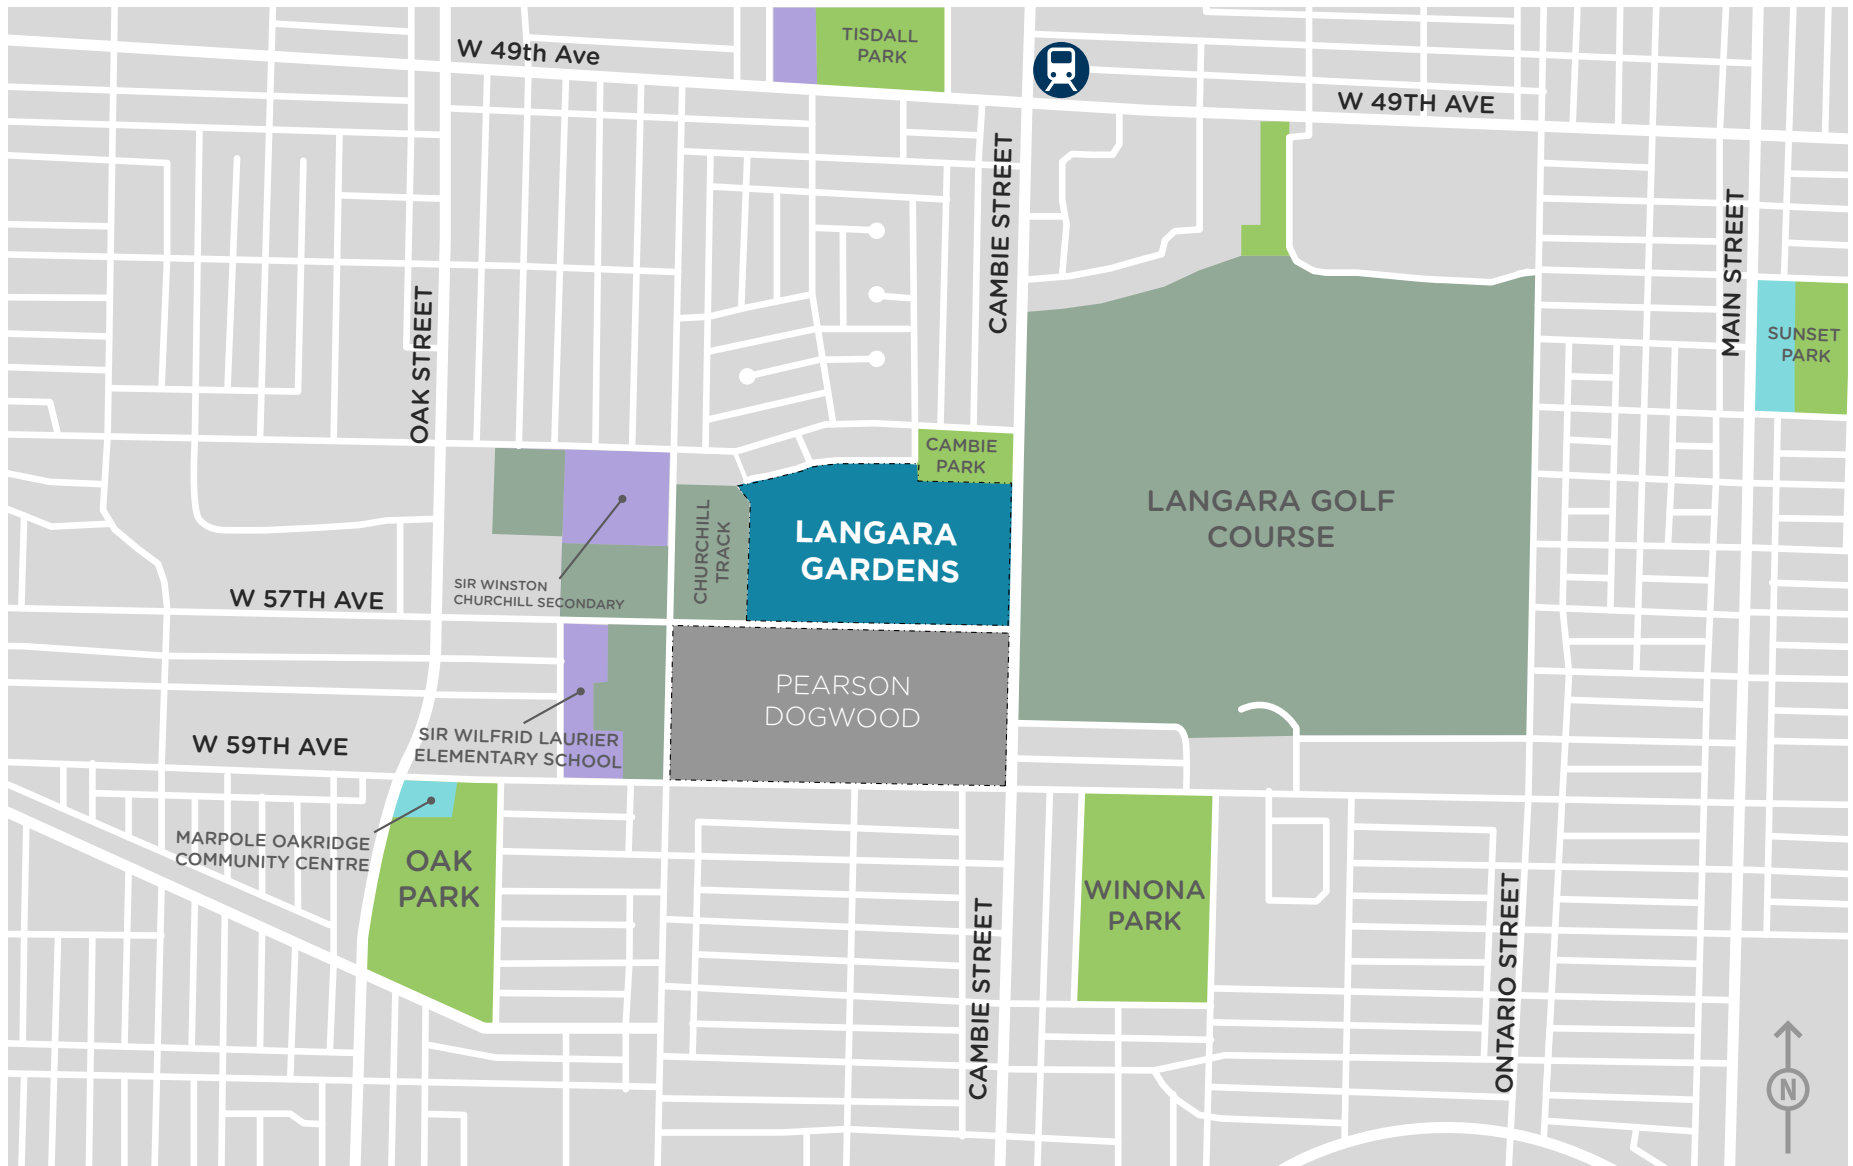 TISDALL
PARK
W 49th Ave
W 49TH AVE
CAMBIE STREET
MAIN STREET
OAK STREET
SUNSET
PARK
CAMBIE
PARK
LANGARA GOLF
COURSE
CHURCHILL
TRACK
LANGARA
GARDENS
SIR WINSTON
CHURCHILL SECONDARY
W 57TH AVE
PEARSON
DOGWOOD
SIR WILFRID LAURIER
ELEMENTARY SCHOOL
W 59TH AVE
MARPOLE OAKRIDGE
COMMUNITY CENTRE
OAK
PARK
WINONA
PARK
CAMBIE STREET
ONTARIO STREET
N